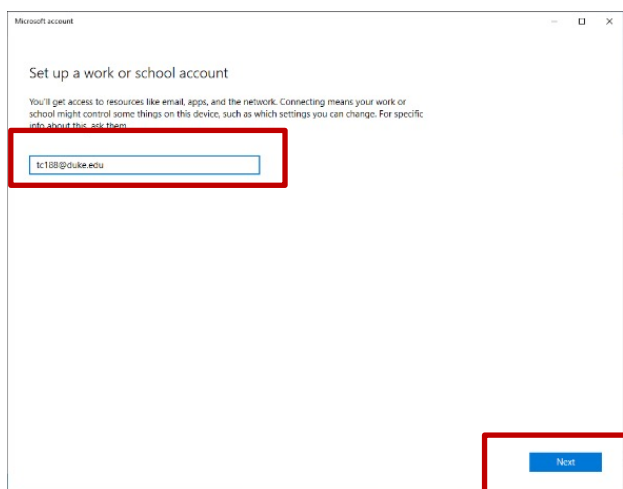 Microsoft account
Set up a work or school account
You'll get access to resources like email, apps, and the network. Connecting means your work or
school might control some things on this device, such as which settings you can change. For specific
info about this, ask them.
tc188@duke.edu
Next